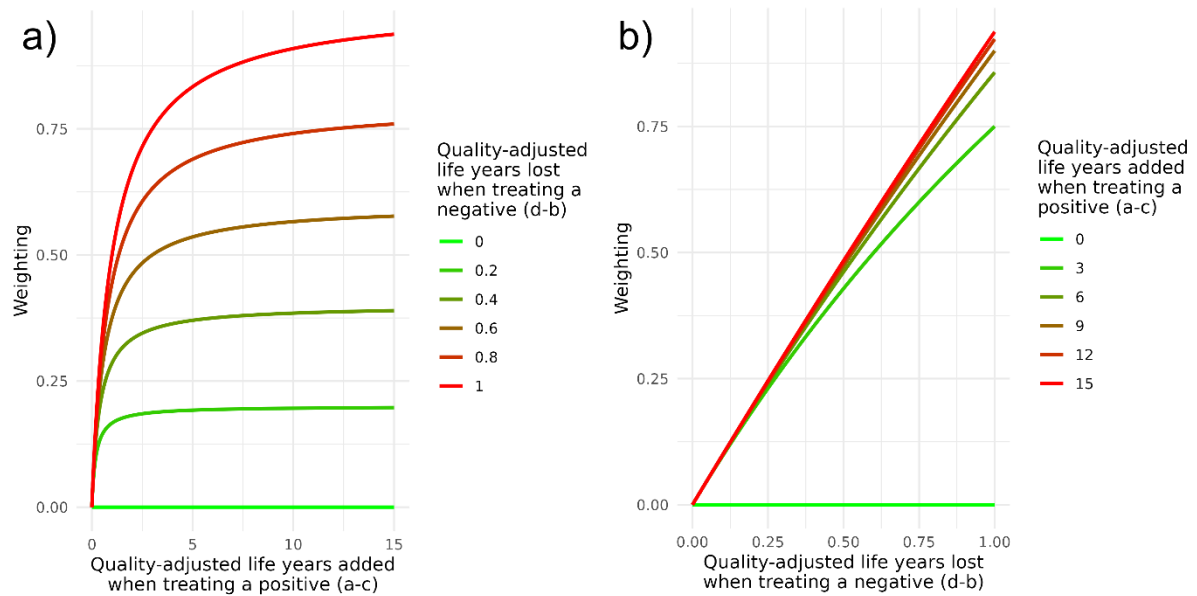 a)
Weighting
0.75
0.50
0.25
0.00
0
5
10
15
Quality-adjusted life years added
when treating a positive (a-c)
Quality-adjusted
life years lost
when treating a
negative (d-b)
0
0.2
0.4
0.6
0.8
1
b)
Weighting
0.75
0.50
0.25
0.00
0.00
0.25
0.50
0.75
1.00
Quality-adjusted life years lost
when treating a negative (d-b)
Quality-adjusted
life years added
when treating a
positive (a-c)
0
3
6
9
12
15